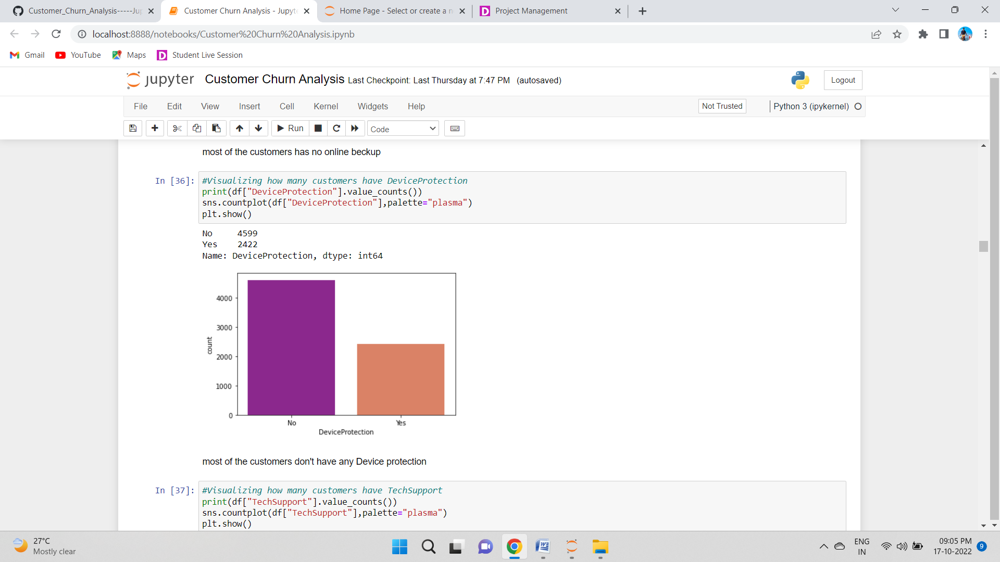 Customer_Churn_Analysis-----Ju
Customer Churn Analysis - Jupyt
Home Page - Select or create a n
D Project Management
localhost:8888/notebooks/Customer%20Churn%20Analysis.ipynb
Gmail YouTube Maps D Student Live Session
jupyter Customer Churn Analysis Last Checkpoint: Last Thursday at 7:47 PM (autosaved)
Logout
File Edit View Insert Cell Kernel Widgets Help
Not Trusted
Python 3 (ipykernel)
Run Code
most of the customers has no online beckup
In [36]: #Visualizing how many customers have DeviceProtection
print(df["DeviceProtection"].value_counts())
sns.countplot(df["DeviceProtection"],palette="plasma")
plt.show()
No 4599
Yes 2422
Name: DeviceProtection, dtype: int64
4000
3000
2000
1000
0
count
No Yes
DeviceProtection
most of the customers don't have any Device protection
In [37]: #Visualizing how many customers have TechSupport
print(df["TechSupport"].value_counts())
sns.countplot(df["TechSupport"],palette="plasma")
plt.show()
27°C
Mostly clear
ENG
IN
09:05 PM
17-10-2022
9